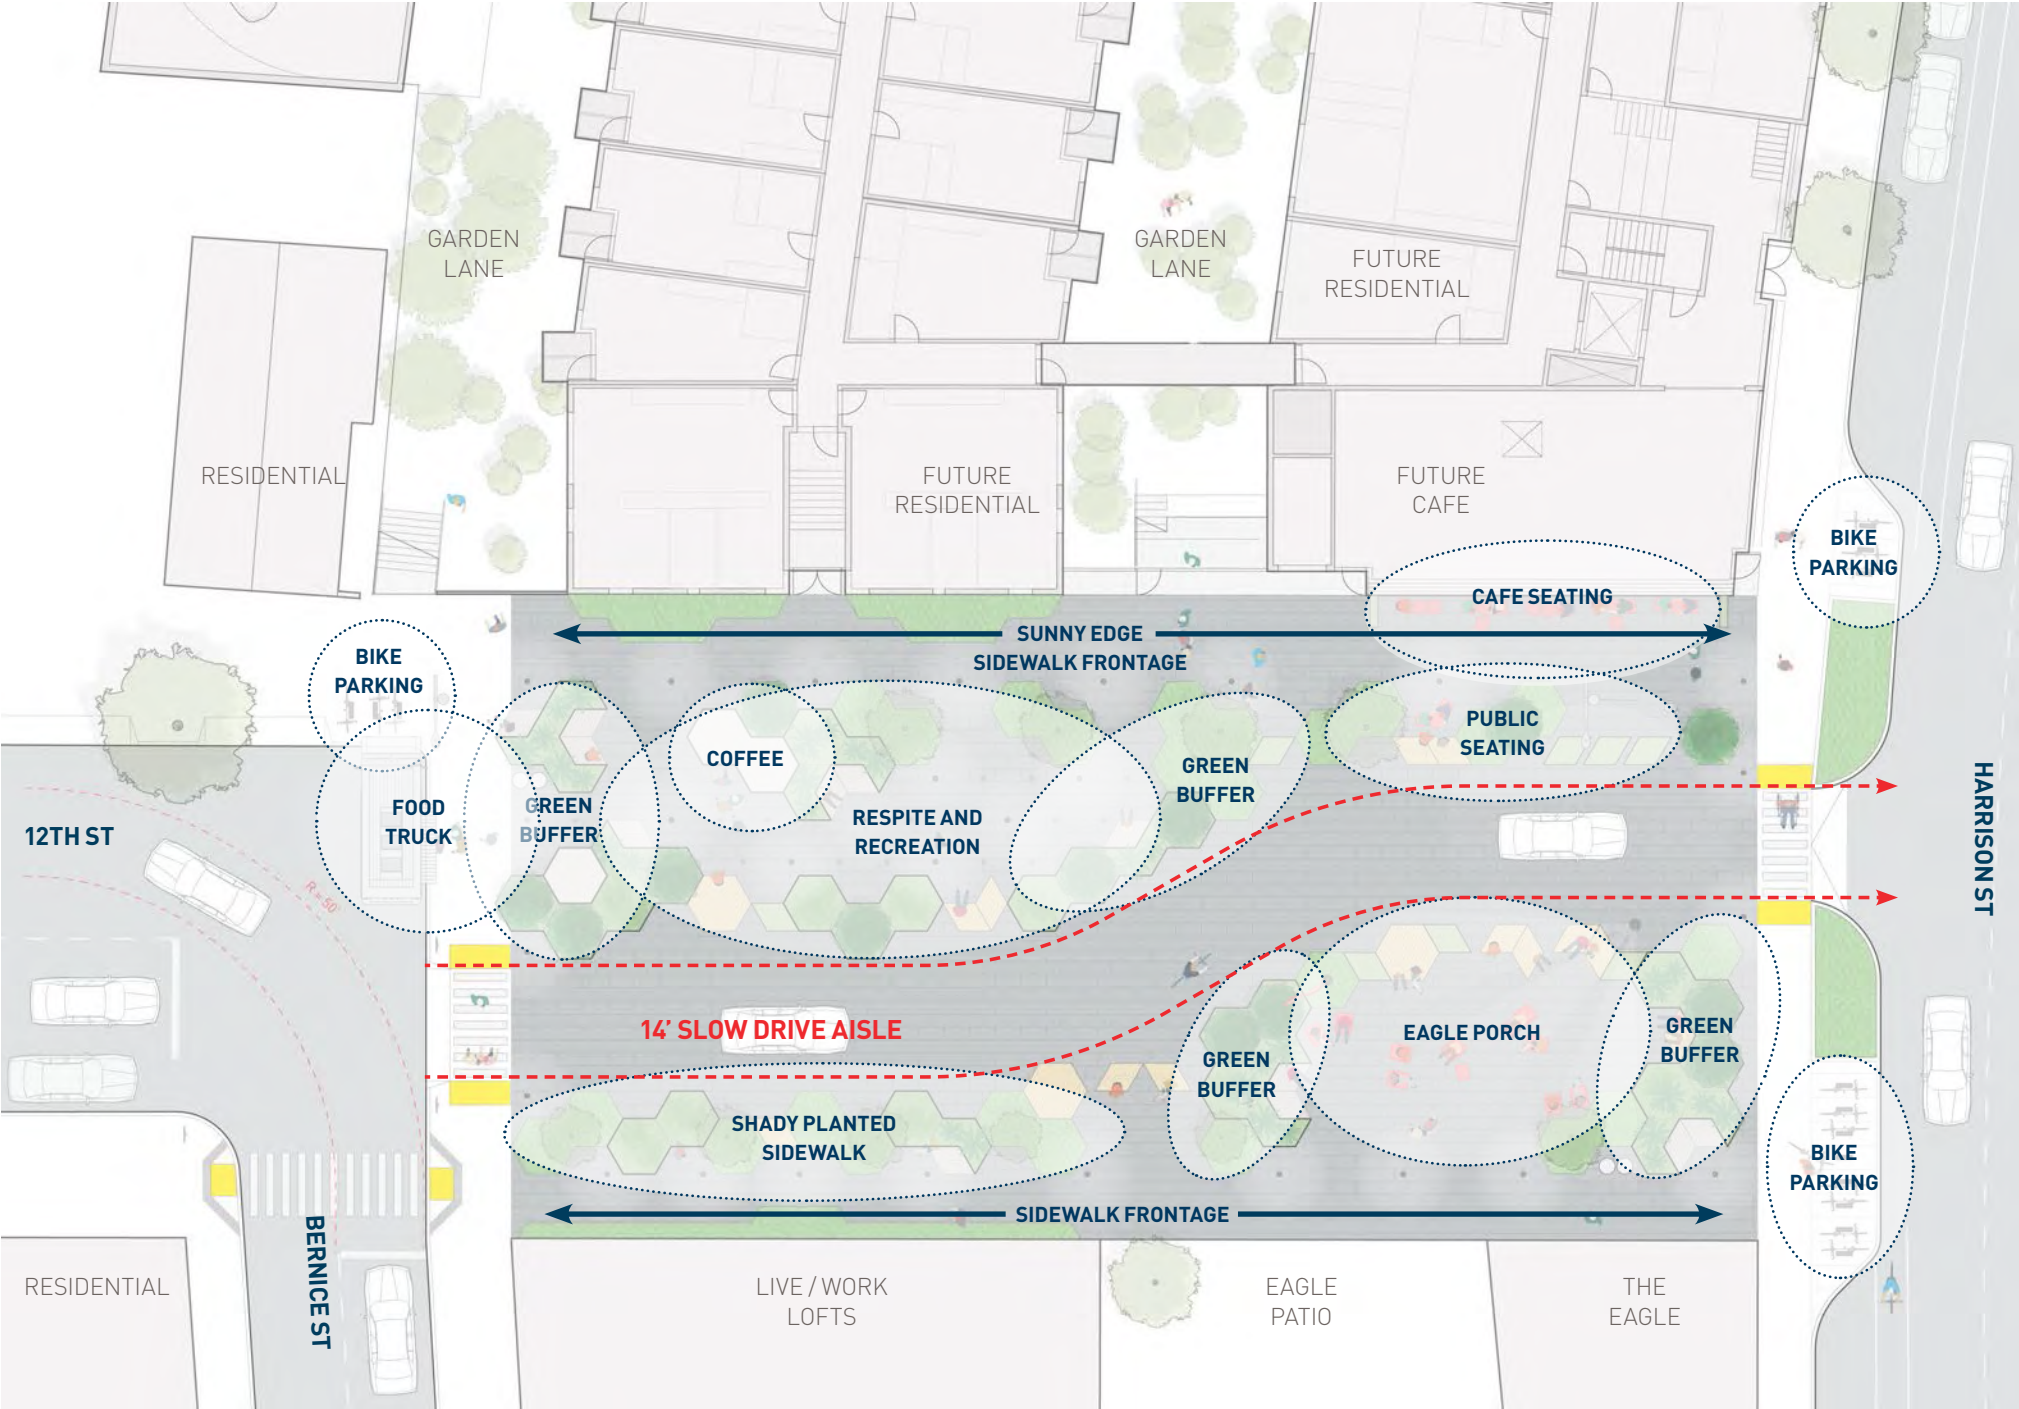 GARDEN
LANE
GARDEN
LANE
FUTURE
RESIDENTIAL
RESIDENTIAL
FUTURE
RESIDENTIAL
FUTURE
CAFE
BIKE
PARKING
CAFE SEATING
SUNNY EDGE
SIDEWALK FRONTAGE
BIKE
PARKING
PUBLIC
SEATING
COFFEE
GREEN
BUFFER
FOOD
TRUCK
GREEN
BUFFER
RESPITE AND
RECREATION
12TH ST
HARRISON ST
R=50'
14' SLOW DRIVE AISLE
EAGLE PORCH
GREEN
BUFFER
GREEN
BUFFER
SHADY PLANTED
SIDEWALK
BIKE
PARKING
SIDEWALK FRONTAGE
BERNICE ST
RESIDENTIAL
LIVE / WORK
LOFTS
EAGLE
PATIO
THE
EAGLE